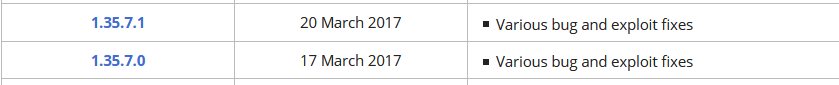 1.35.7.1 20 March 2017 ▪ Various bug and exploit fixes
1.35.7.0 17 March 2017 ▪ Various bug and exploit fixes